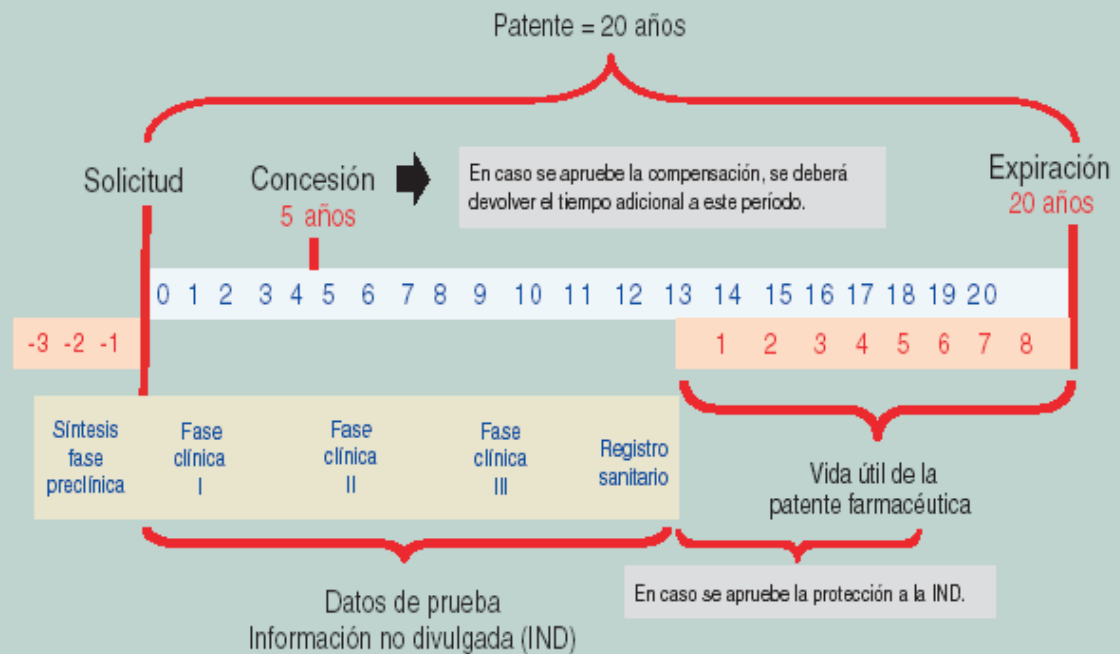 Patente = 20 años
Solicitud
Concesión
5 años
En caso se apruebe la compensación, se deberá
devolver el tiempo adicional a este período.
Expiración
20 años
0 1 2 3 4 5 6 7 8 9 10 11 12 13 14 15 16 17 18 19 20
-3 -2 -1
1 2 3 4 5 6 7 8
Síntesis
fase
preclínica
Fase
clínica
I
Fase
clínica
II
Fase
clínica
III
Registro
sanitario
Vida útil de la
patente farmacéutica
En caso se apruebe la protección a la IND.
Datos de prueba
Información no divulgada (IND)